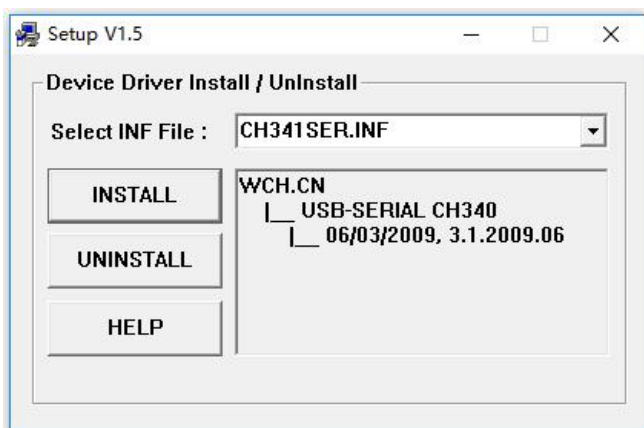 Setup V1.5
Device Driver Install / UnInstall
Select INF File :
CH341SER.INF
INSTALL
UNINSTALL
HELP
WCH.CN
|__ USB-SERIAL CH340
|__ 06/03/2009, 3.1.2009.06